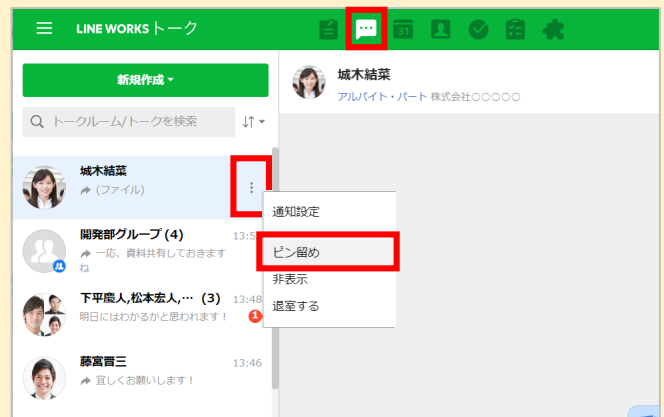 LINE WORKS トーク
31
新規作成
城木結菜
アルバイト・パート 株式会社○○○○○
トークルーム/トークを検索
城木結菜
(ファイル)
通知設定
開発部グループ (4)
13:5
一応、資料共有しておきます
ね
ピン留め
非表示
退室する
下平庵人,松本宏人,… (3)
13:48
明日にはわかるかと思われます!
1
藤宮晋三
13:46
宜しくお願いします!